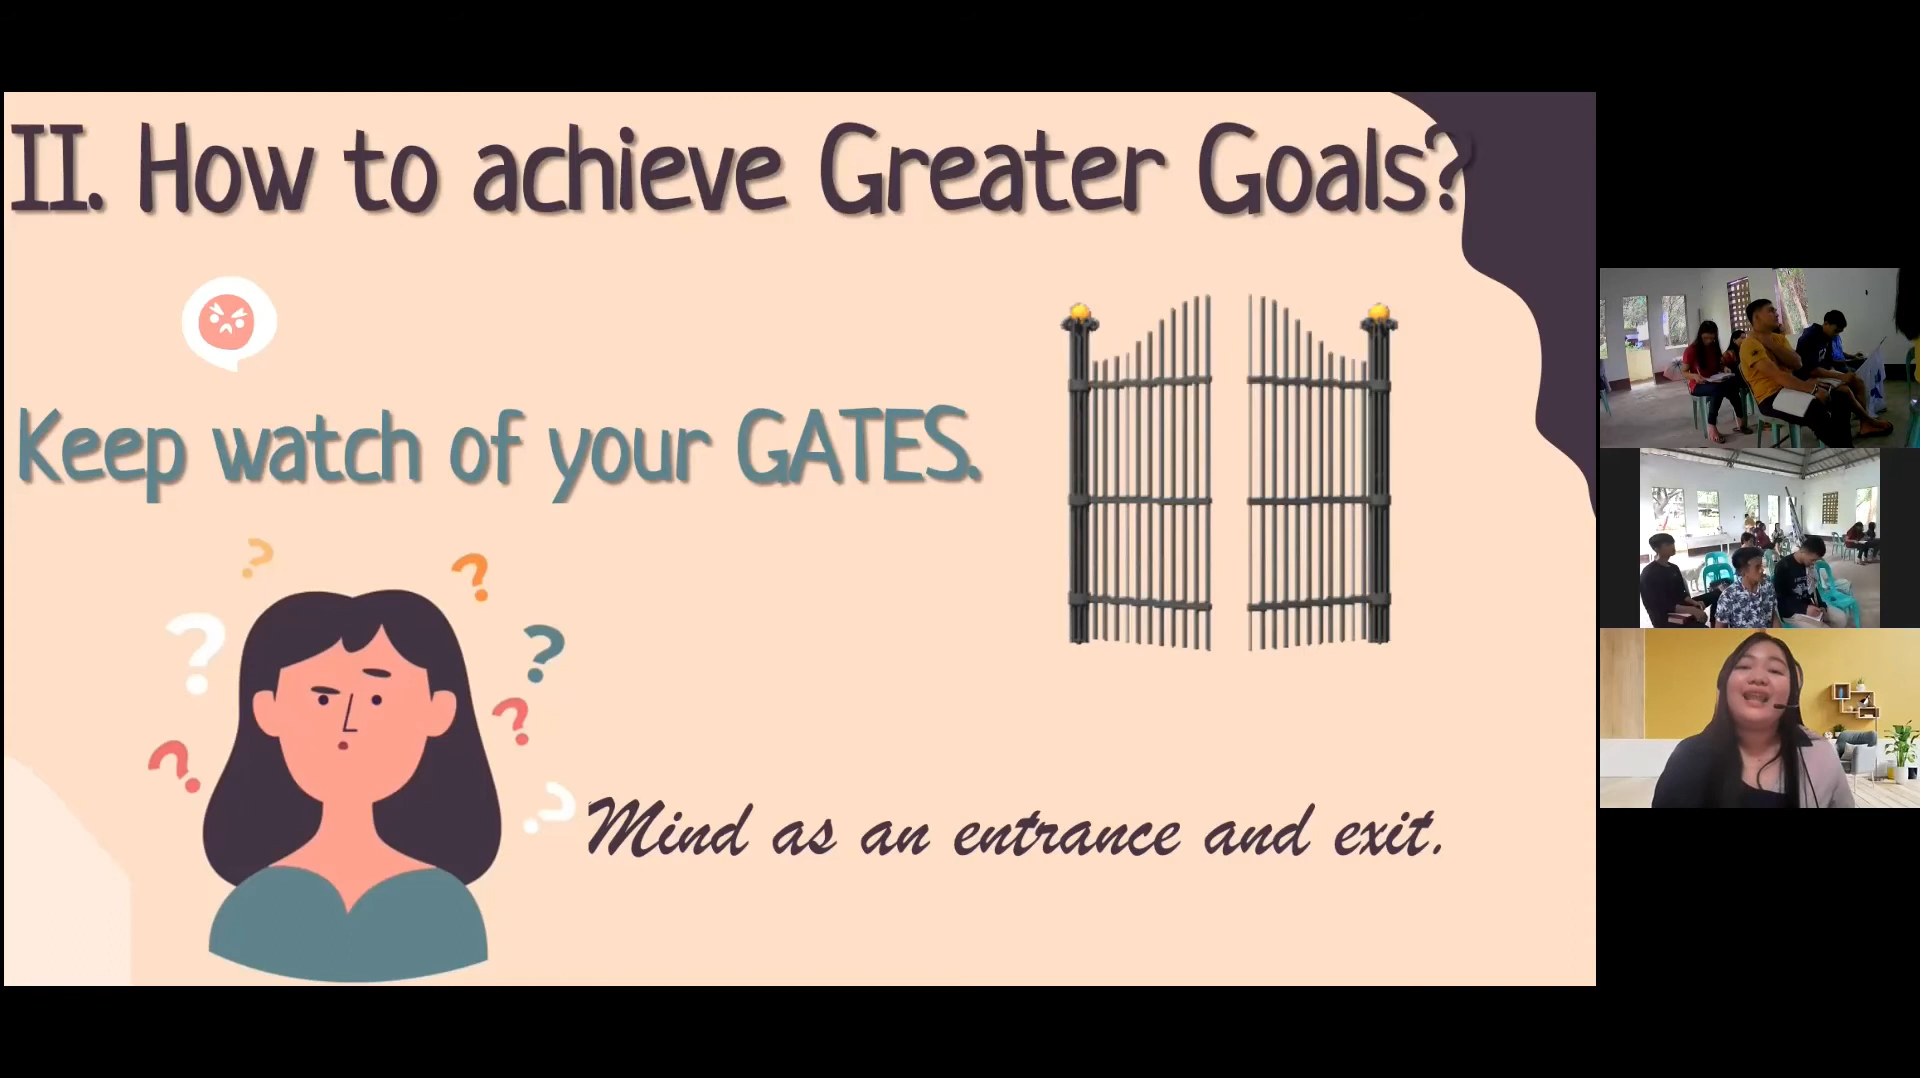 II. How to achieve Greater Goals?
Keep watch of your GATES.
Mind as an entrance and exit.